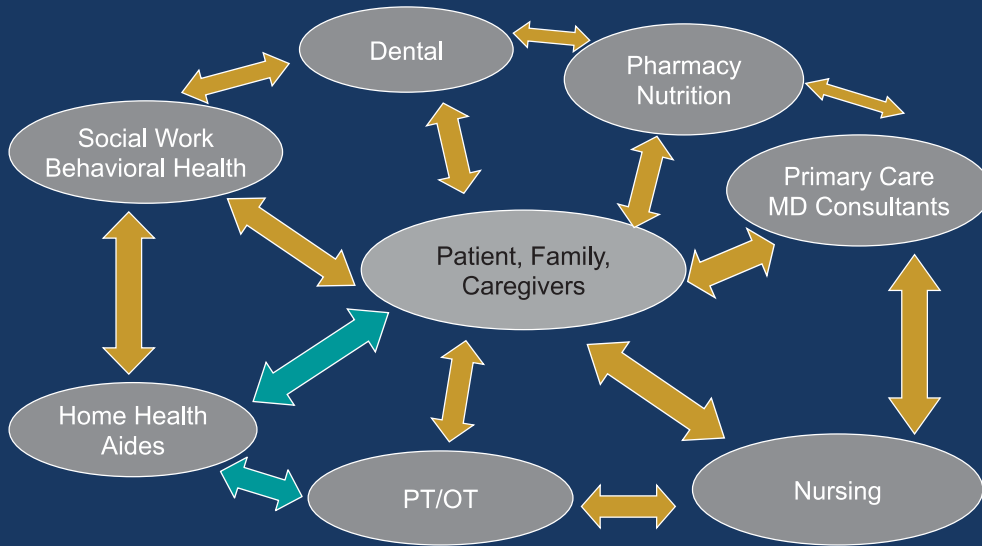 Dental
Pharmacy
Nutrition
Social Work
Behavioral Health
Primary Care
MD Consultants
Patient, Family,
Caregivers
Home Health
Aides
PT/OT
Nursing